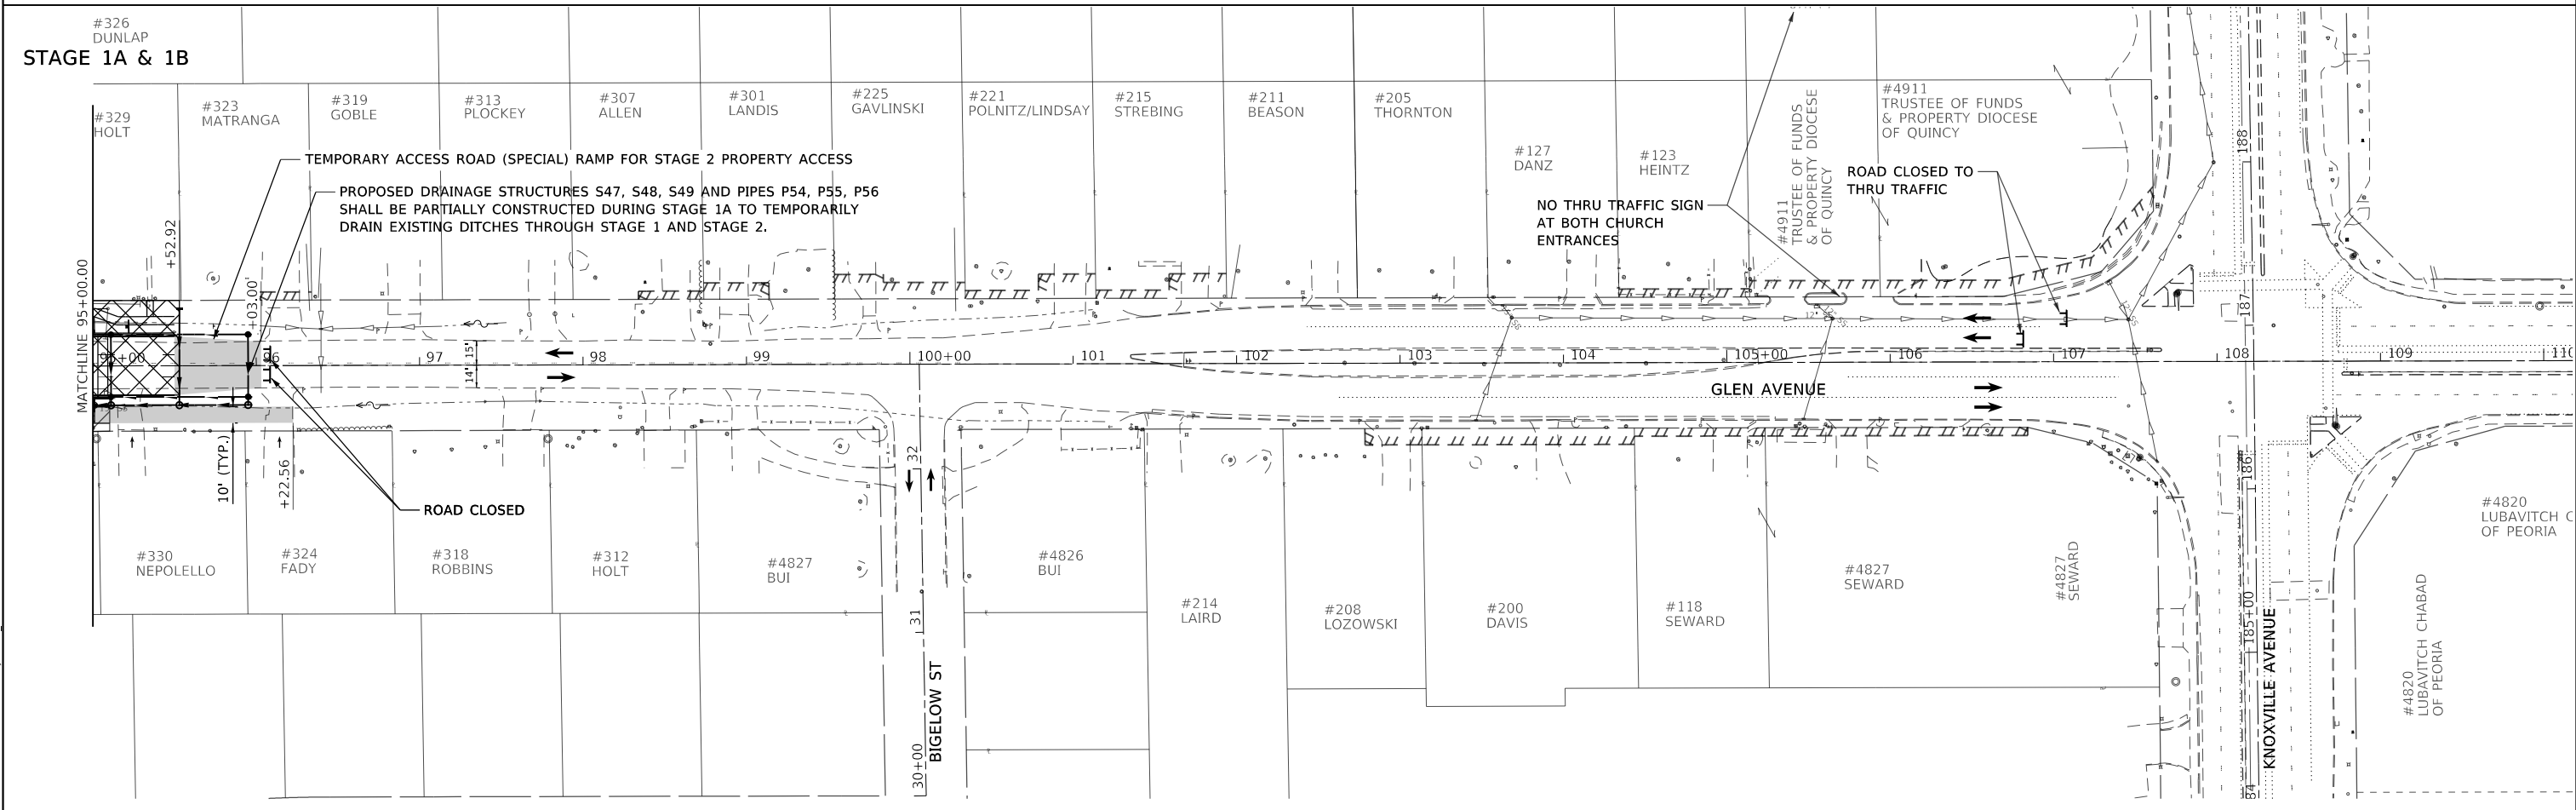 #326
DUNLAP
STAGE 1A & 1B
#329
HOLT
#323
MATRANGA
#319
GOBLE
#313
PLOCKEY
#307
ALLEN
#301
LANDIS
#225
GAVLINSKI
#221
POLNITZ/LINDSAY
#215
STREBING
#211
BEASON
#205
THORNTON
#127
DANZ
#123
HEINTZ
#4911
TRUSTEE OF FUNDS
& PROPERTY DIOCESE
OF QUINCY
#4911
TRUSTEE OF FUNDS
& PROPERTY DIOCESE
OF QUINCY
TEMPORARY ACCESS ROAD (SPECIAL) RAMP FOR STAGE 2 PROPERTY ACCESS
PROPOSED DRAINAGE STRUCTURES S47, S48, S49 AND PIPES P54, P55, P56
SHALL BE PARTIALLY CONSTRUCTED DURING STAGE 1A TO TEMPORARILY
DRAIN EXISTING DITCHES THROUGH STAGE 1 AND STAGE 2.
NO THRU TRAFFIC SIGN
AT BOTH CHURCH
ENTRANCES
ROAD CLOSED TO
THRU TRAFFIC
+52.92
+03.00
MATCHLINE 95+00.00
+00
96
97
14' 15'
98
99
100+00
101
102
103
104
105+00
106
107
108
109
110
12"
188
187
186
185+00
84
GLEN AVENUE
10' (TYP.)
+22.56
ROAD CLOSED
32
31
30+00
BIGELOW ST
KNOXVILLE AVENUE
#330
NEPOLELLO
#324
FADY
#318
ROBBINS
#312
HOLT
#4827
BUI
#4826
BUI
#214
LAIRD
#208
LOZOWSKI
#200
DAVIS
#118
SEWARD
#4827
SEWARD
#4827
SEWARD
#4820
LUBAVITCH CHABAD
OF PEORIA
#4820
LUBAVITCH C
OF PEORIA